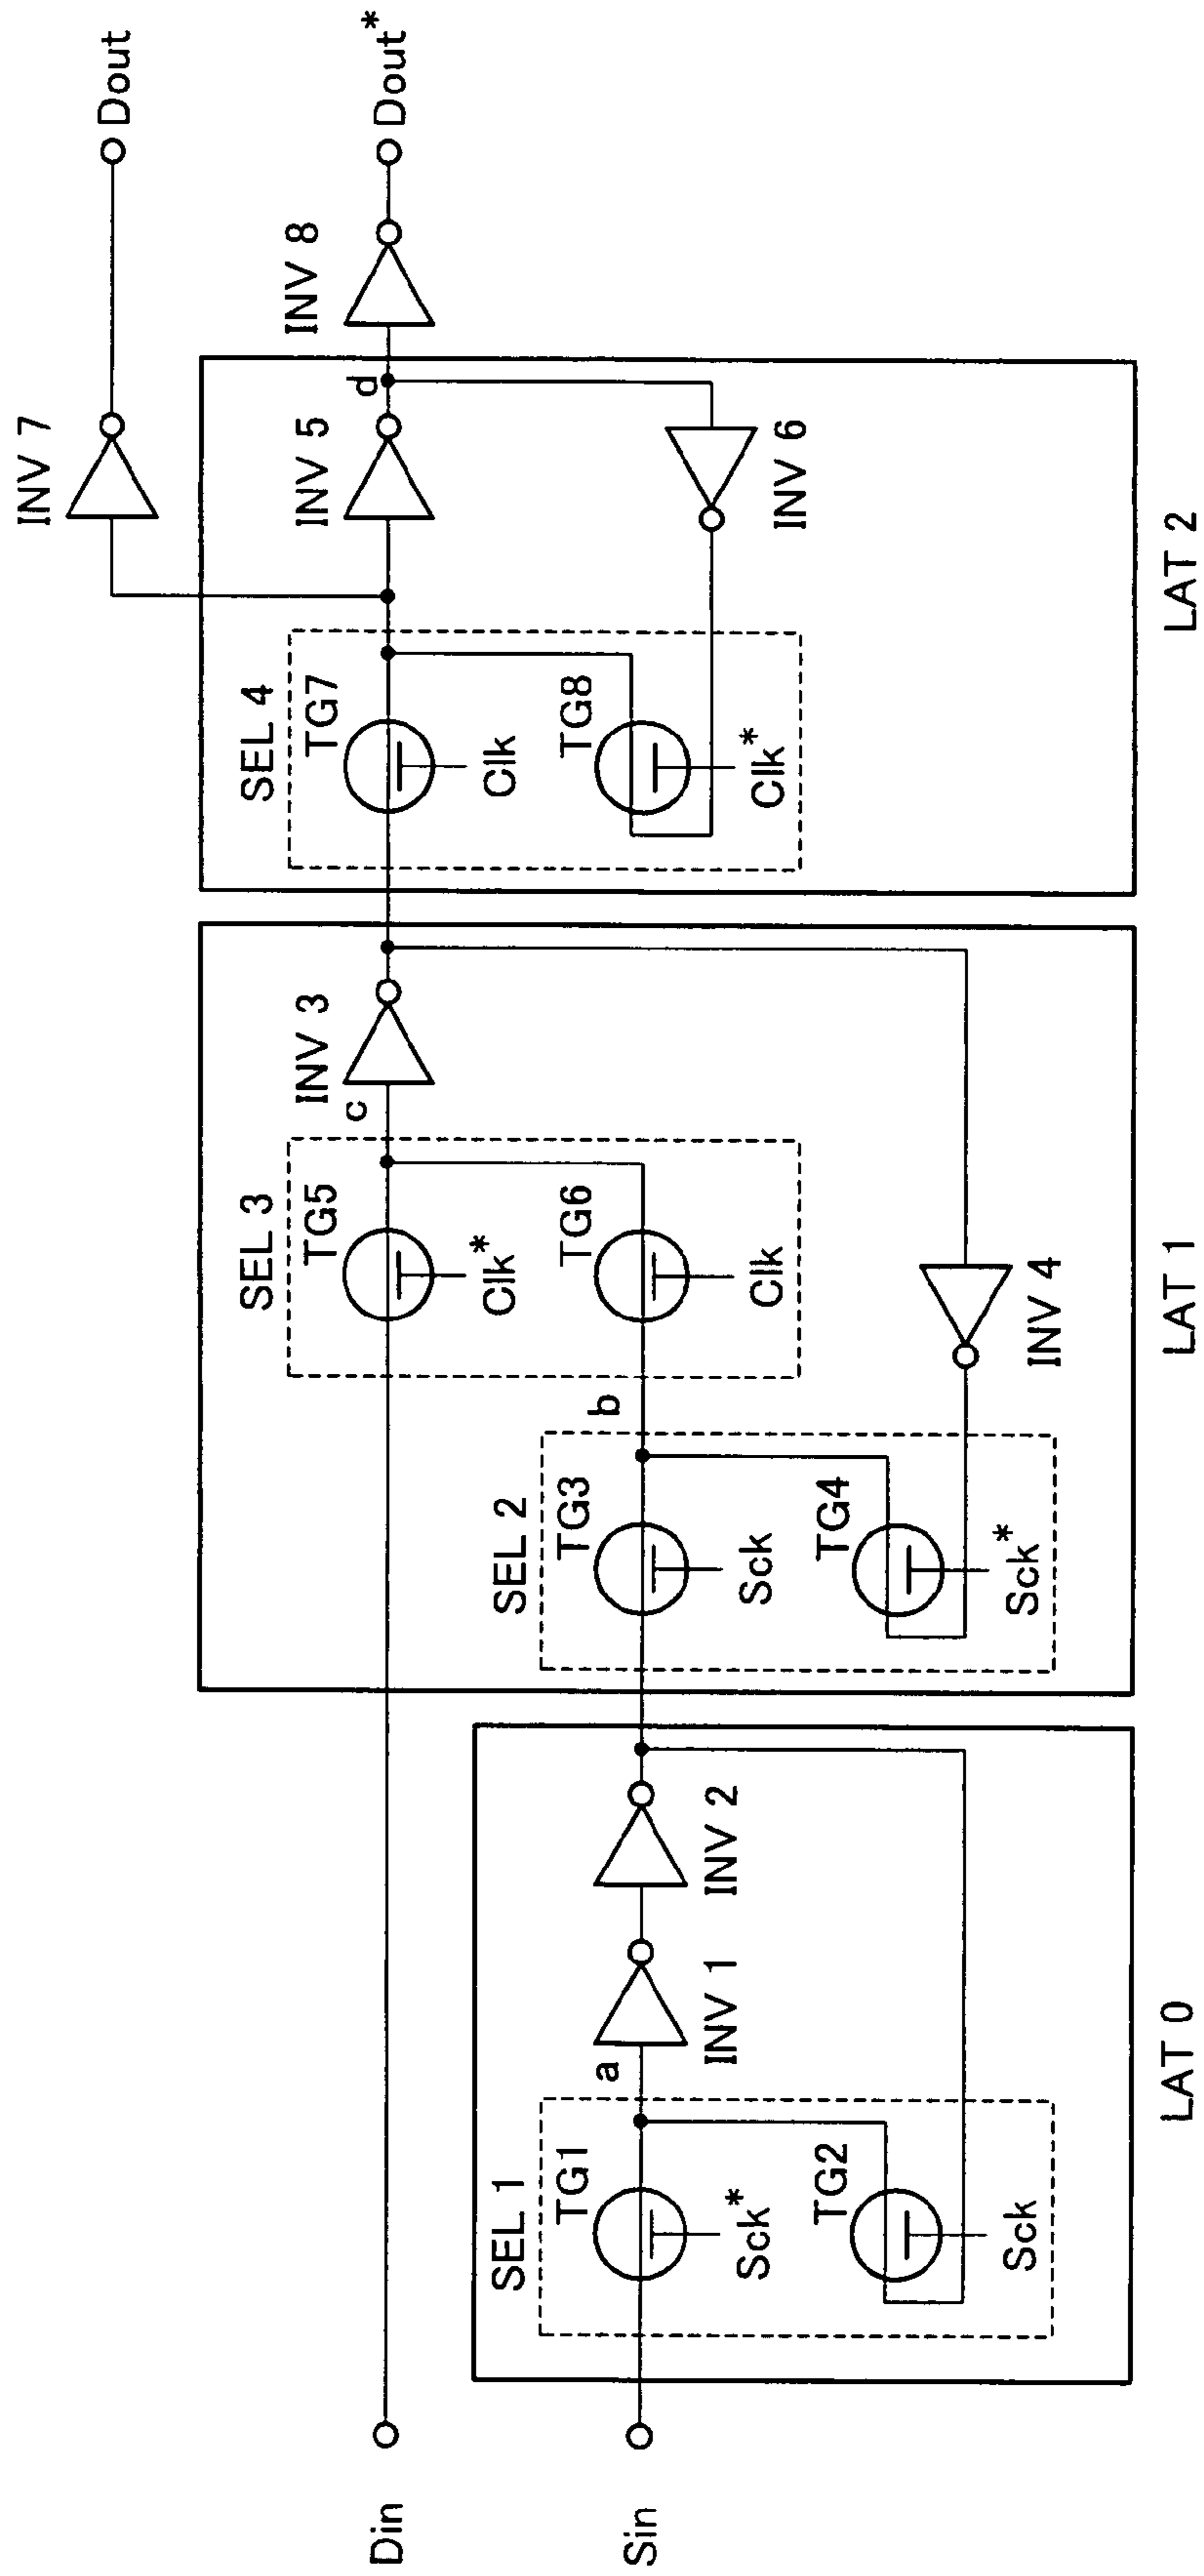 Dout
INV 7
INV 8
Dout*
SEL 4
TG7
Clk
INV 5
d
TG8
Clk*
INV 6
LAT 2
SEL 3
TG5
Clk*
c
INV 3
TG6
Clk
b
SEL 2
TG3
Sck
TG4
Sck*
INV 4
LAT 1
SEL 1
TG1
Sck*
a
INV 1
INV 2
TG2
Sck
LAT 0
Din
Sin